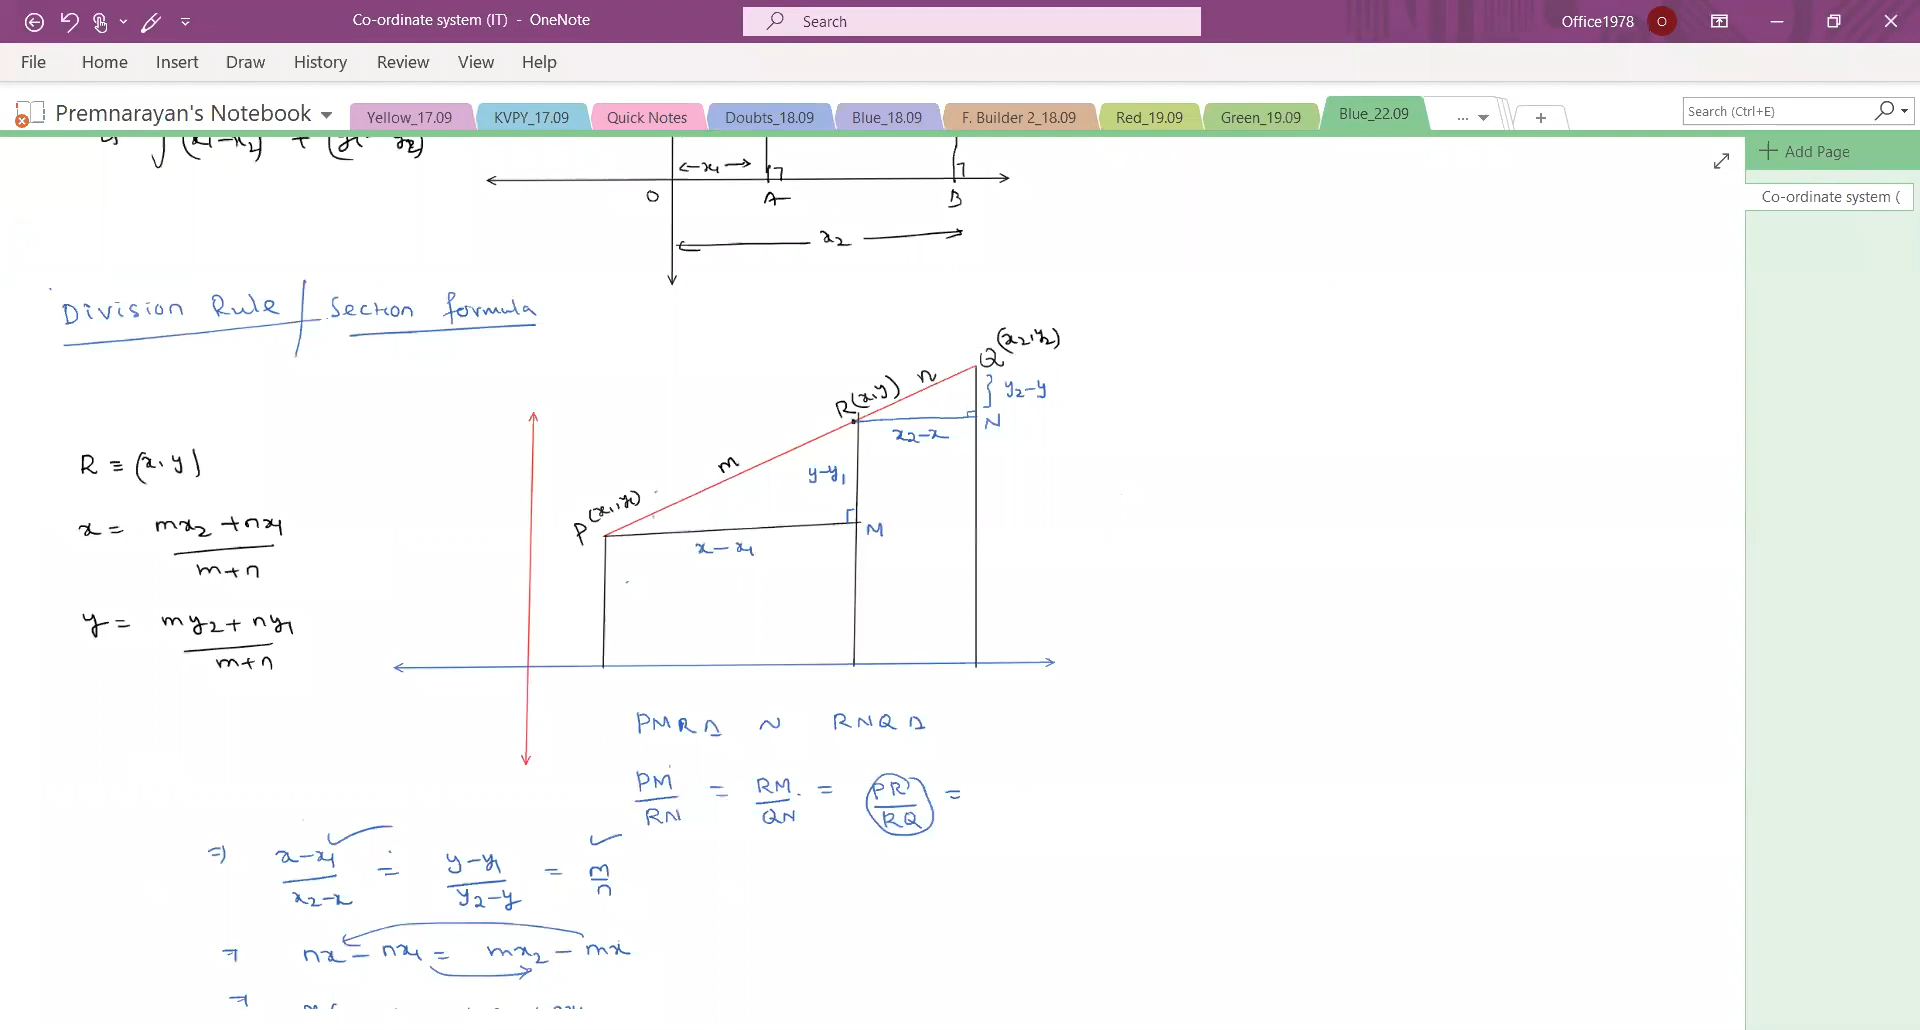 Co-ordinate system (IT) - OneNote
Search
Office1978
O
File Home Insert Draw History Review View Help
Premnarayan's Notebook
Yellow_17.09 KVPY_17.09 Quick Notes Doubts_18.09 Blue_18.09 F. Builder 2_18.09 Red_19.09 Green_19.09 Blue_22.09 ...
Search (Ctrl+E)
Add Page
Co-ordinate system (
x₁
O A B
x₂
Division Rule / Section formula
Q (x₂, y₂)
n
R (x, y)
y₂-y
N
x₂-x
m
y-y₁
P (x₁, y₁)
M
x-x₁
R ≡ (x, y)
x = mx₂ + nx₁
m+n
y = my₂ + ny₁
m+n
PMR Δ ~ RNQ Δ
PM/RN = RM/QN = PR/RQ =
⇒ x-x₁/x₂-x = y-y₁/y₂-y = m/n
⇒ nx - nx₁ = mx₂ - mx
⇒